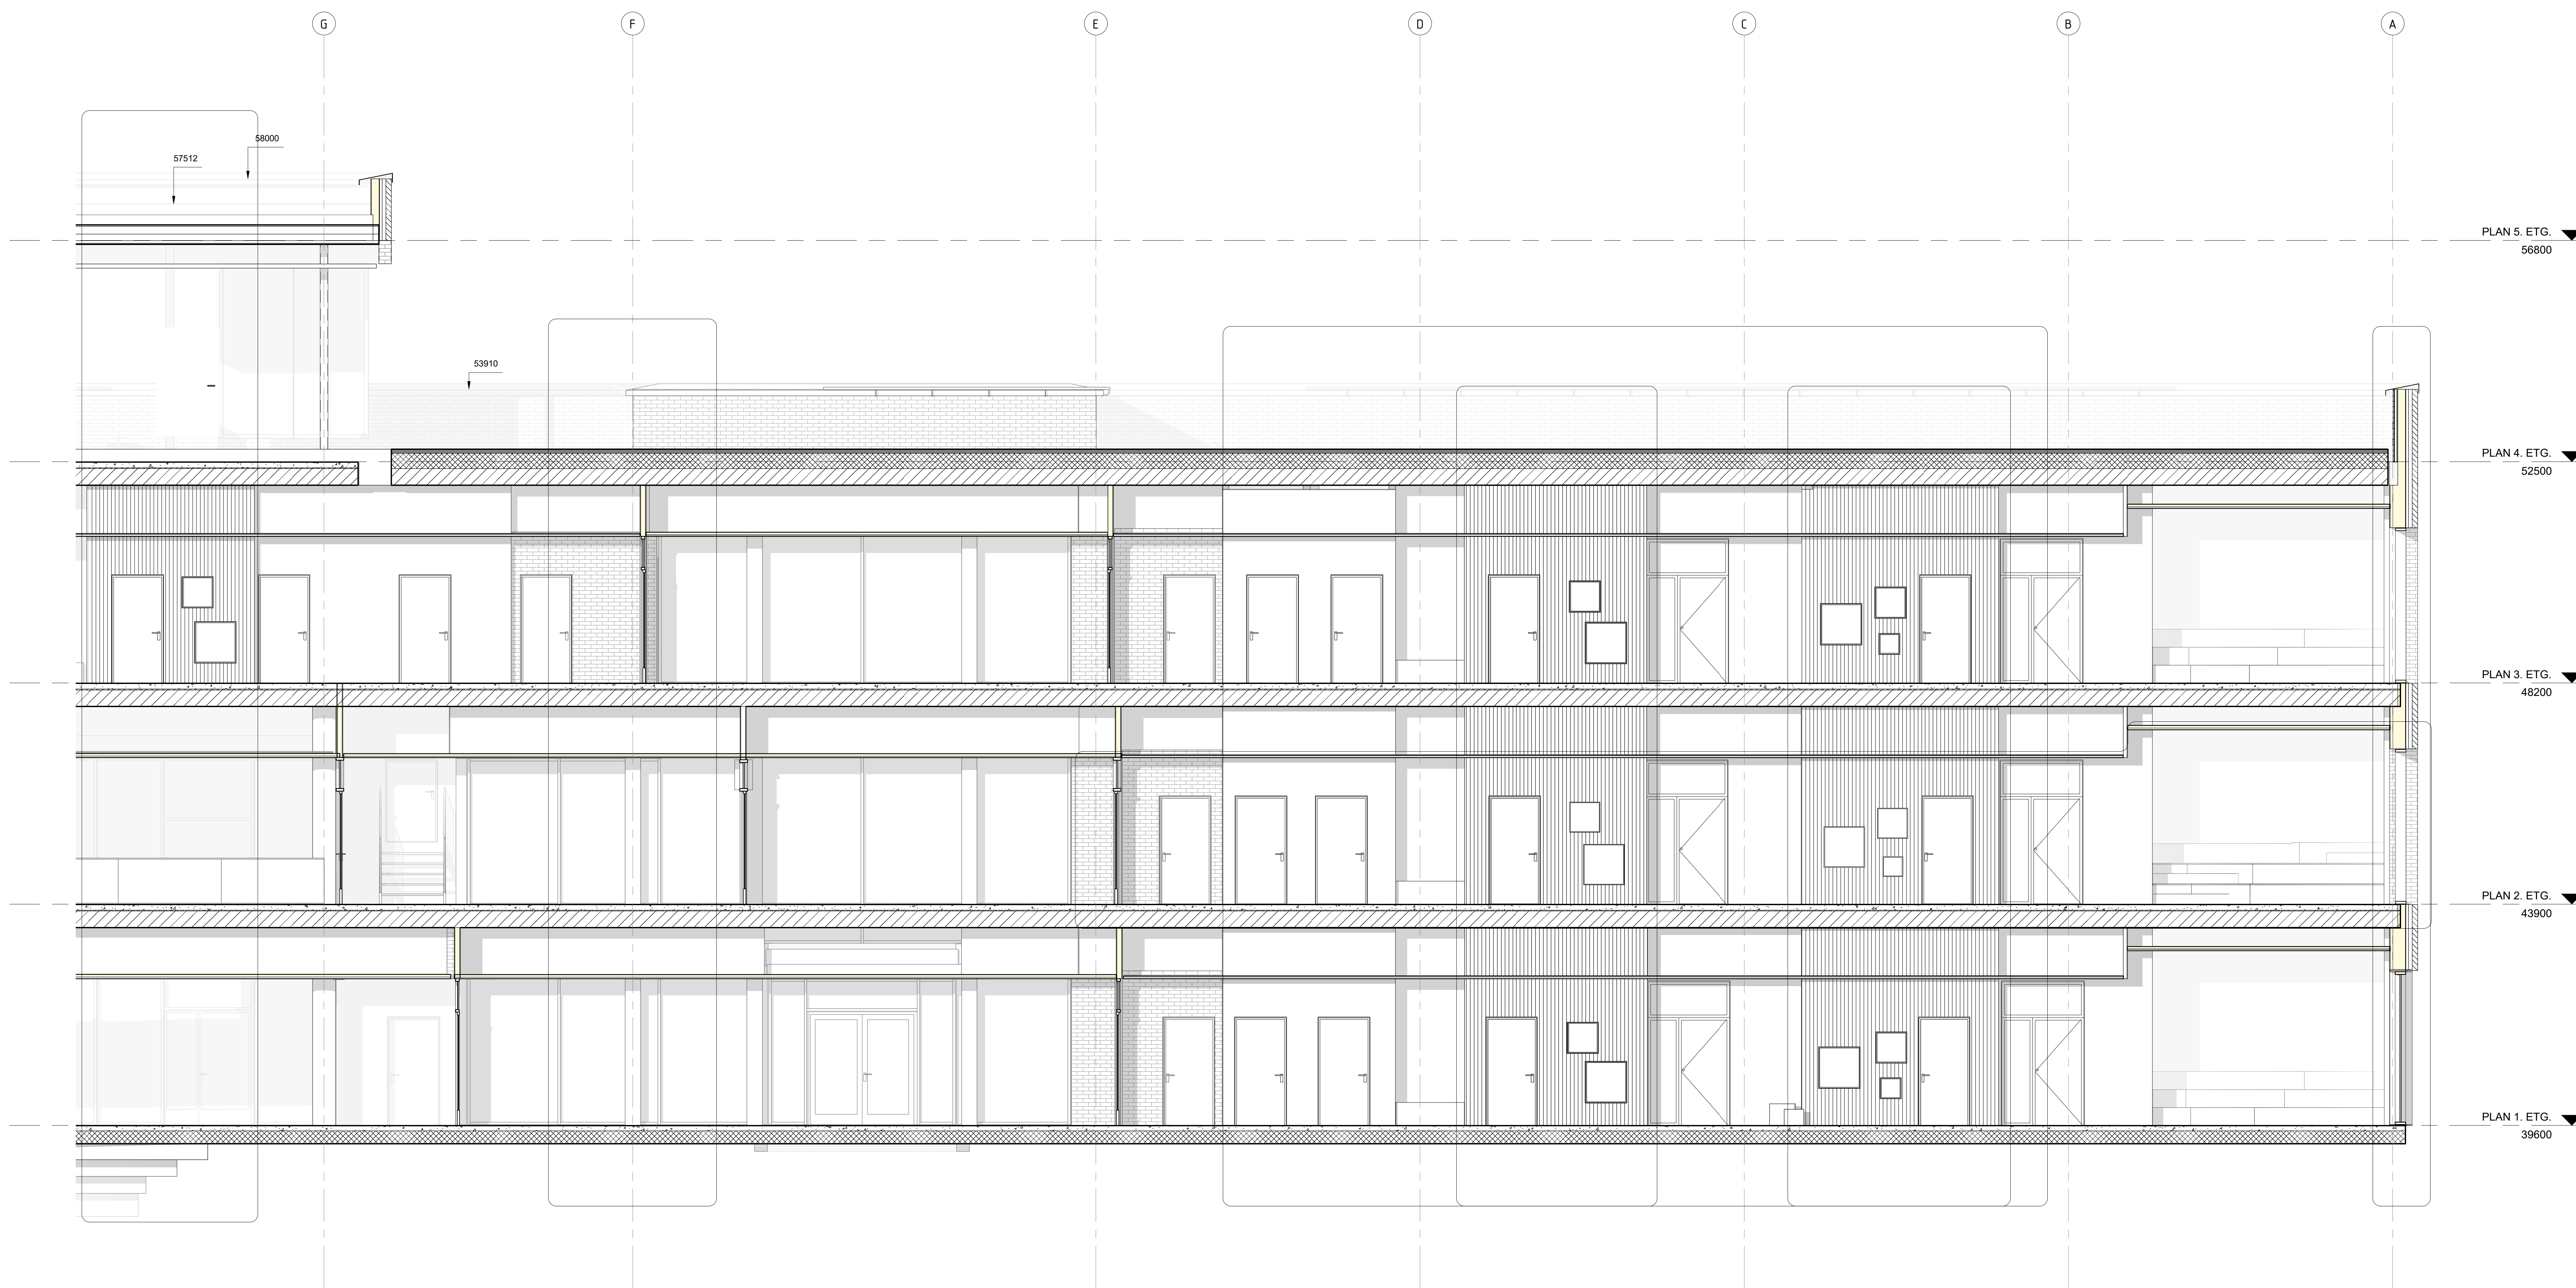 G
F
E
D
C
B
A
58000
57512
PLAN 5. ETG.
56800
53910
PLAN 4. ETG.
52500
PLAN 3. ETG.
48200
PLAN 2. ETG.
43900
PLAN 1. ETG.
39600